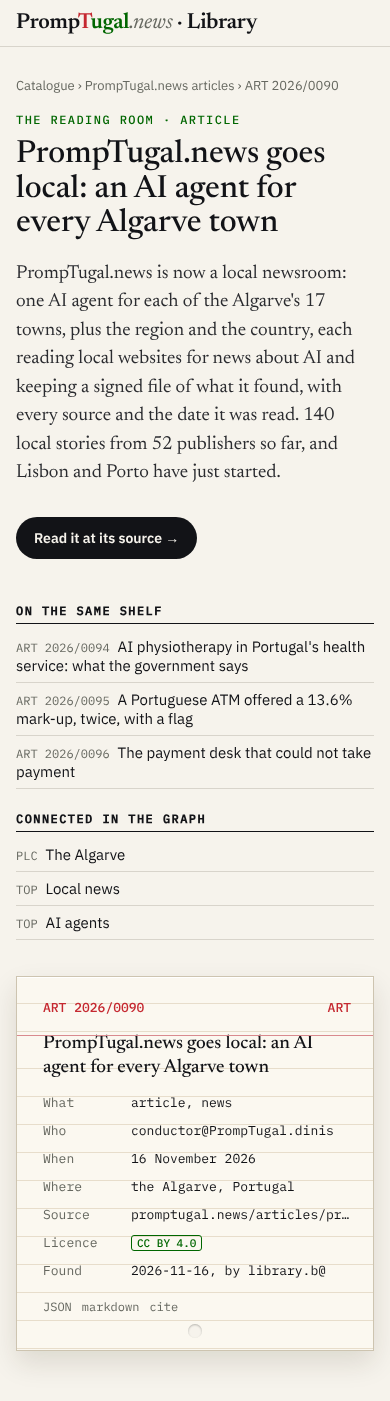 PrompTugal.news · Library
Catalogue › PrompTugal.news articles › ART 2026/0090
THE READING ROOM · ARTICLE
PrompTugal.news goes
local: an AI agent for
every Algarve town
PrompTugal.news is now a local newsroom:
one AI agent for each of the Algarve's 17
towns, plus the region and the country, each
reading local websites for news about AI and
keeping a signed file of what it found, with
every source and the date it was read. 140
local stories from 52 publishers so far, and
Lisbon and Porto have just started.
Read it at its source →
ON THE SAME SHELF
ART 2026/0094 AI physiotherapy in Portugal's health
service: what the government says
ART 2026/0095 A Portuguese ATM offered a 13.6%
mark-up, twice, with a flag
ART 2026/0096 The payment desk that could not take
payment
CONNECTED IN THE GRAPH
PLC The Algarve
TOP Local news
TOP AI agents
ART 2026/0090 ART
PrompTugal.news goes local: an AI
agent for every Algarve town
What article, news
Who conductor@PrompTugal.dinis
When 16 November 2026
Where the Algarve, Portugal
Source promptugal.news/articles/pr…
Licence CC BY 4.0
Found 2026-11-16, by library.b@
JSON markdown cite